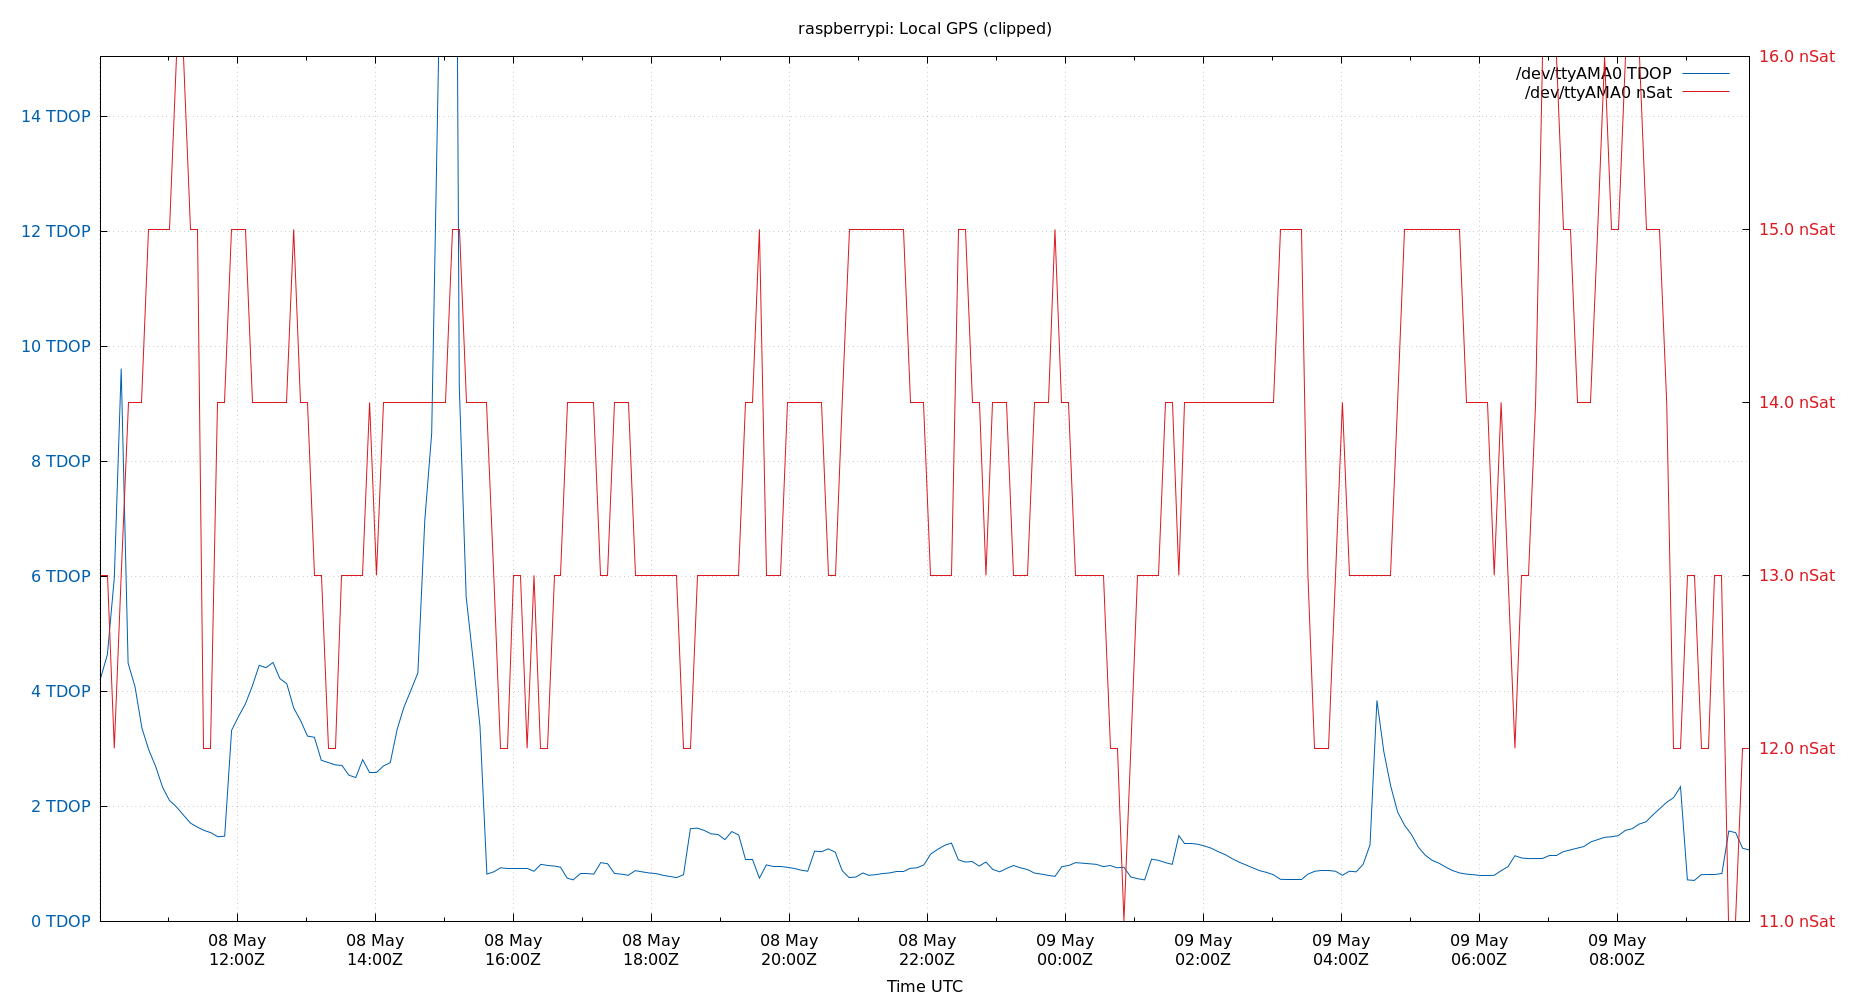 raspberrypi: Local GPS (clipped)
/dev/ttyAMA0 TDOP
/dev/ttyAMA0 nSat
14 TDOP
12 TDOP
10 TDOP
8 TDOP
6 TDOP
4 TDOP
2 TDOP
0 TDOP
16.0 nSat
15.0 nSat
14.0 nSat
13.0 nSat
12.0 nSat
11.0 nSat
08 May
12:00Z
08 May
14:00Z
08 May
16:00Z
08 May
18:00Z
08 May
20:00Z
08 May
22:00Z
09 May
00:00Z
09 May
02:00Z
09 May
04:00Z
09 May
06:00Z
09 May
08:00Z
Time UTC